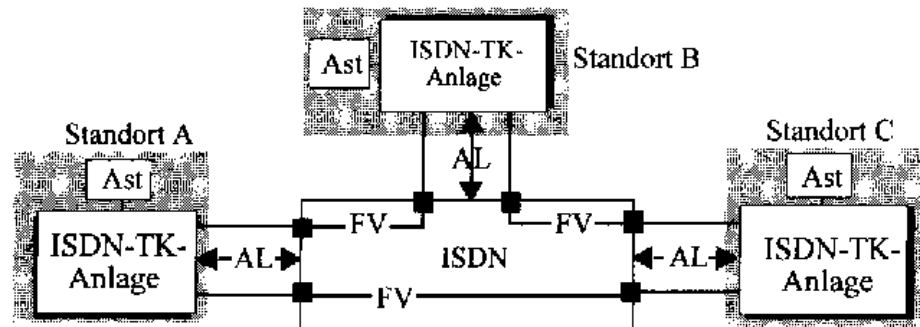 Ast
ISDN-TK-
Anlage
Standort B
Standort A
Ast
ISDN-TK-
Anlage
AL
Standort C
Ast
ISDN-TK-
Anlage
FV
FV
AL
ISDN
AL
FV